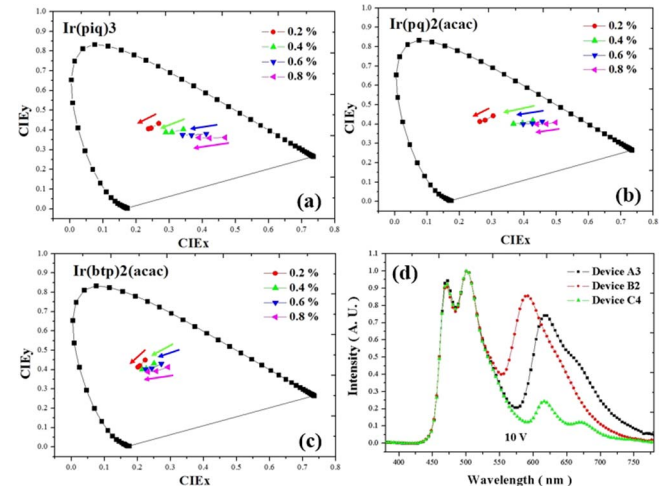 Ir(piq)3
0.2 %
0.4 %
0.6 %
0.8 %
CIEy
0.9
0.8
0.7
0.6
0.5
0.4
0.3
0.2
0.1
0.0
0.0 0.1 0.2 0.3 0.4 0.5 0.6 0.7 0.8
CIEx
(a)
Ir(pq)2(acac)
0.2 %
0.4 %
0.6 %
0.8 %
CIEy
0.9
0.8
0.7
0.6
0.5
0.4
0.3
0.2
0.1
0.0
0.0 0.1 0.2 0.3 0.4 0.5 0.6 0.7 0.8
CIEx
(b)
Ir(btp)2(acac)
0.2 %
0.4 %
0.6 %
0.8 %
CIEy
0.9
0.8
0.7
0.6
0.5
0.4
0.3
0.2
0.1
0.0
0.0 0.1 0.2 0.3 0.4 0.5 0.6 0.7 0.8
CIEx
(c)
(d)
Device A3
Device B2
Device C4
Intensity ( A. U. )
1.0
0.9
0.8
0.7
0.6
0.5
0.4
0.3
0.2
0.1
0.0
10 V
400 450 500 550 600 650 700 750
Wavelength ( nm )